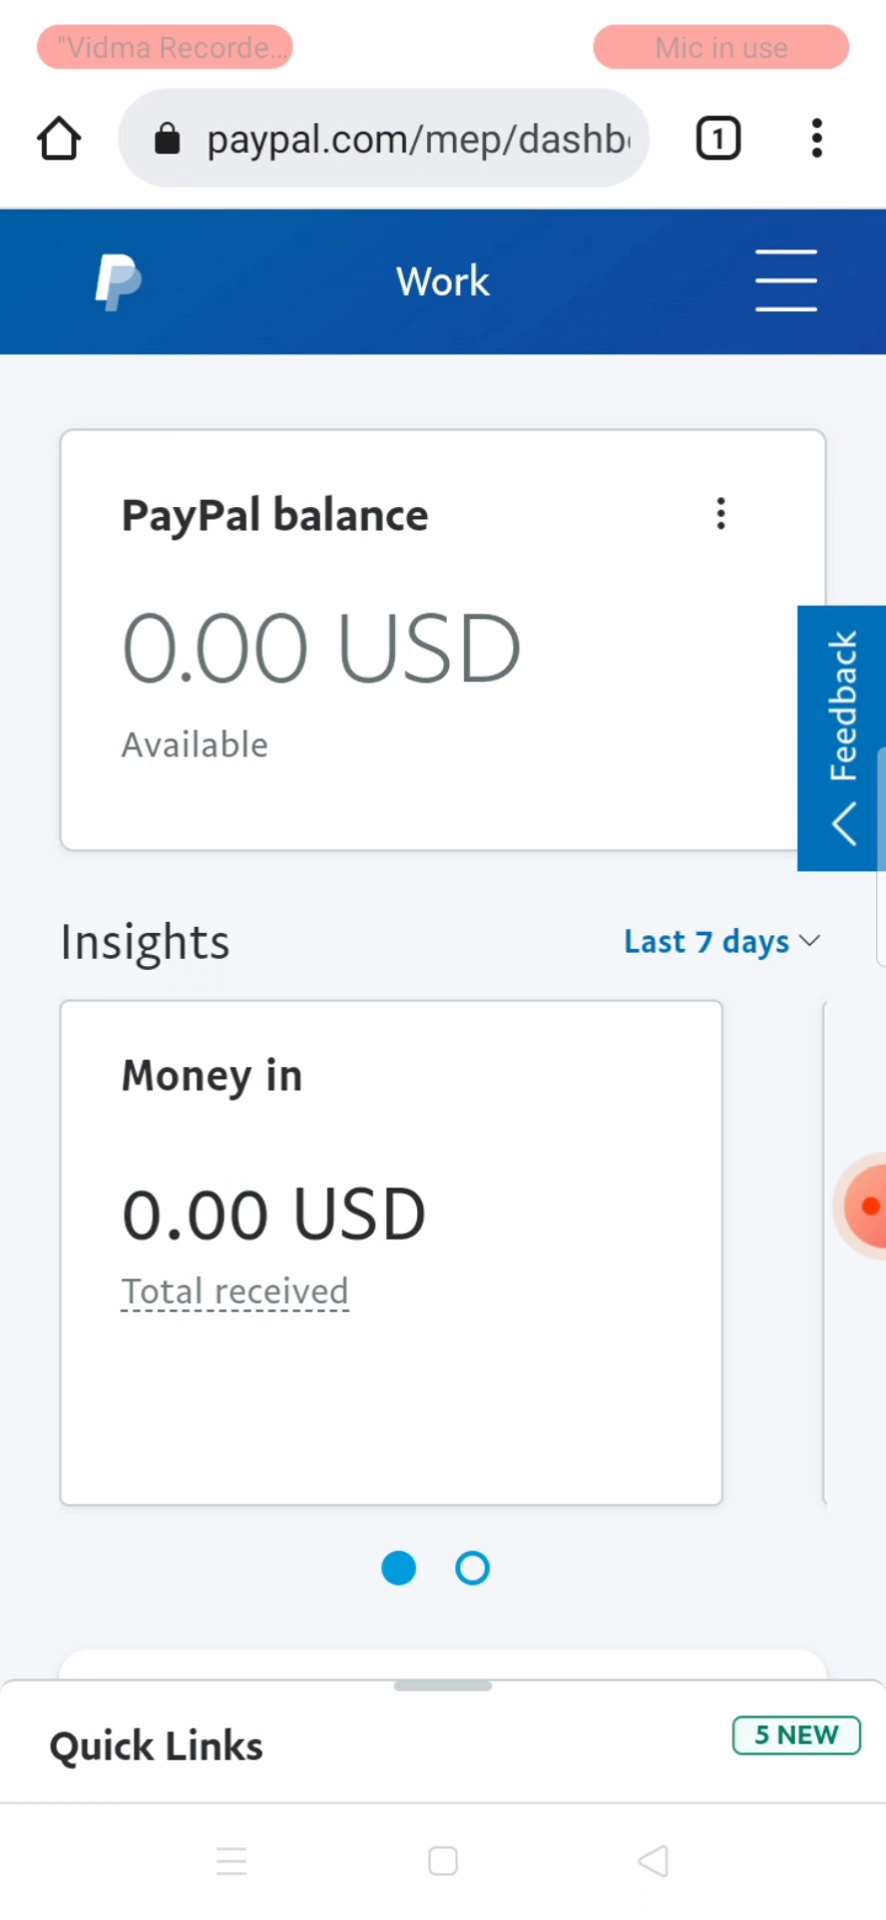 "Vidma Recorde...
Mic in use
paypal.com/mep/dashb
1
Work
PayPal balance
0.00 USD
Available
Feedback
Insights
Last 7 days
Money in
0.00 USD
Total received
Quick Links
5 NEW